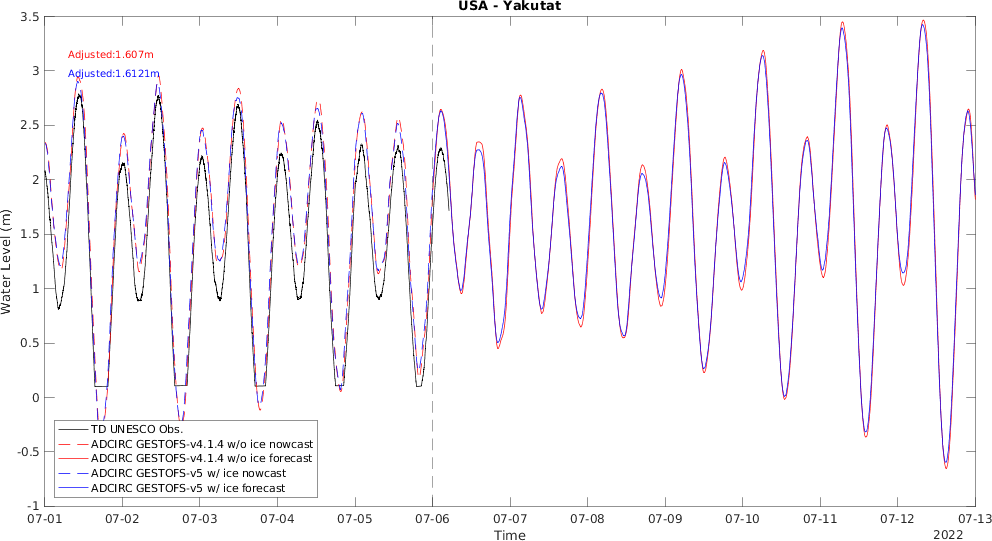 USA - Yakutat
Adjusted:1.607m
Adjusted:1.6121m
Water Level (m)
3.5
3
2.5
2
1.5
1
0.5
0
-0.5
-1
TD UNESCO Obs.
ADCIRC GESTOFS-v4.1.4 w/o ice nowcast
ADCIRC GESTOFS-v4.1.4 w/o ice forecast
ADCIRC GESTOFS-v5 w/ ice nowcast
ADCIRC GESTOFS-v5 w/ ice forecast
07-01 07-02 07-03 07-04 07-05 07-06 07-07 07-08 07-09 07-10 07-11 07-12 07-13
Time
2022